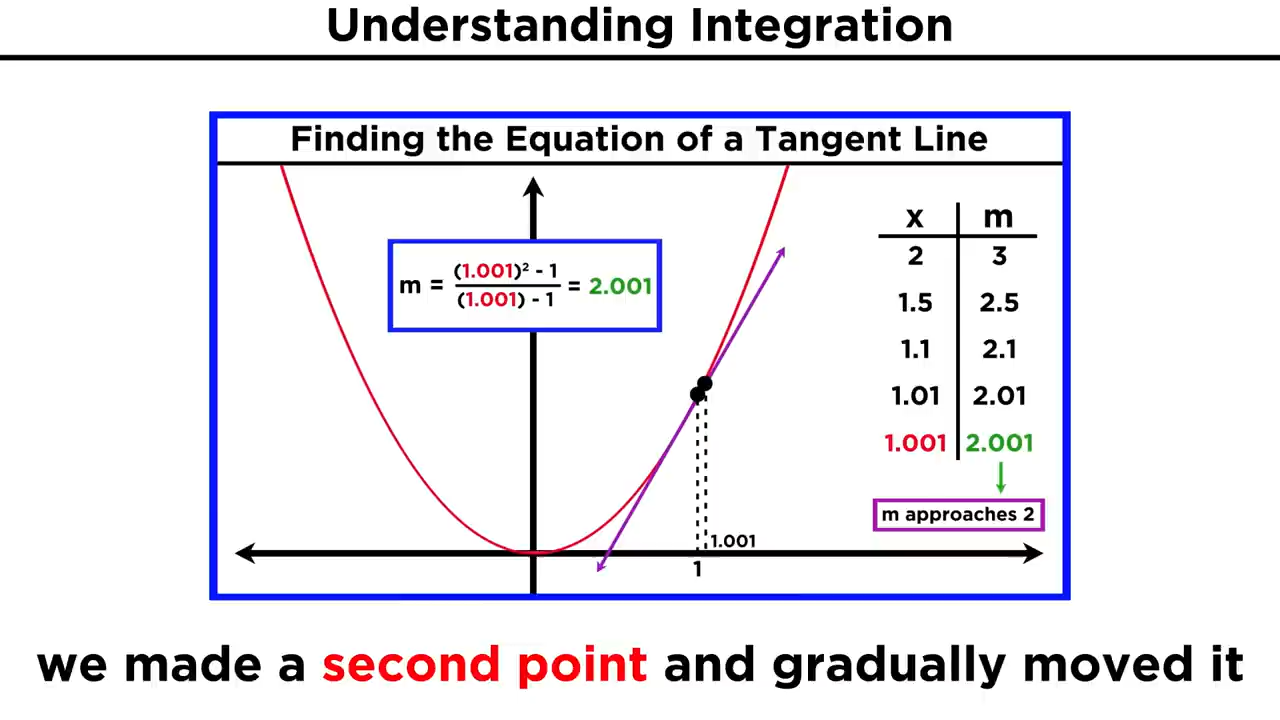 Understanding Integration
Finding the Equation of a Tangent Line
m = (1.001)² - 1 / (1.001) - 1 = 2.001
x m
2 3
1.5 2.5
1.1 2.1
1.01 2.01
1.001 2.001
m approaches 2
1.001
1
we made a second point and gradually moved it